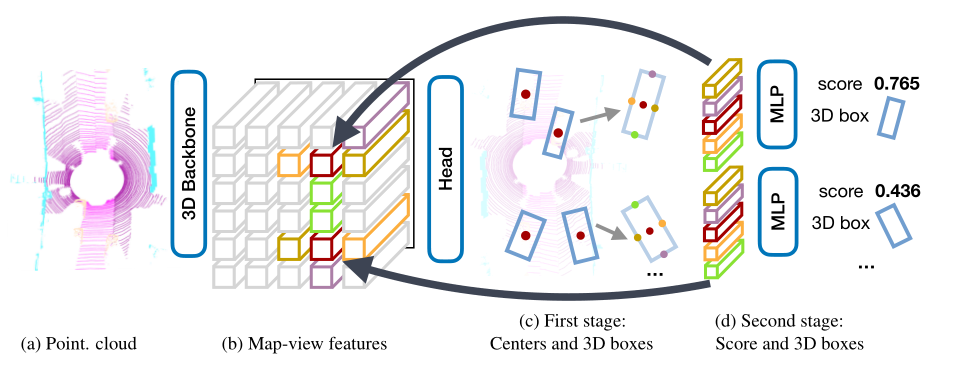 3D Backbone
Head
MLP
score 0.765
3D box
MLP
score 0.436
3D box
...
...
(a) Point. cloud
(b) Map-view features
(c) First stage:
Centers and 3D boxes
(d) Second stage:
Score and 3D boxes